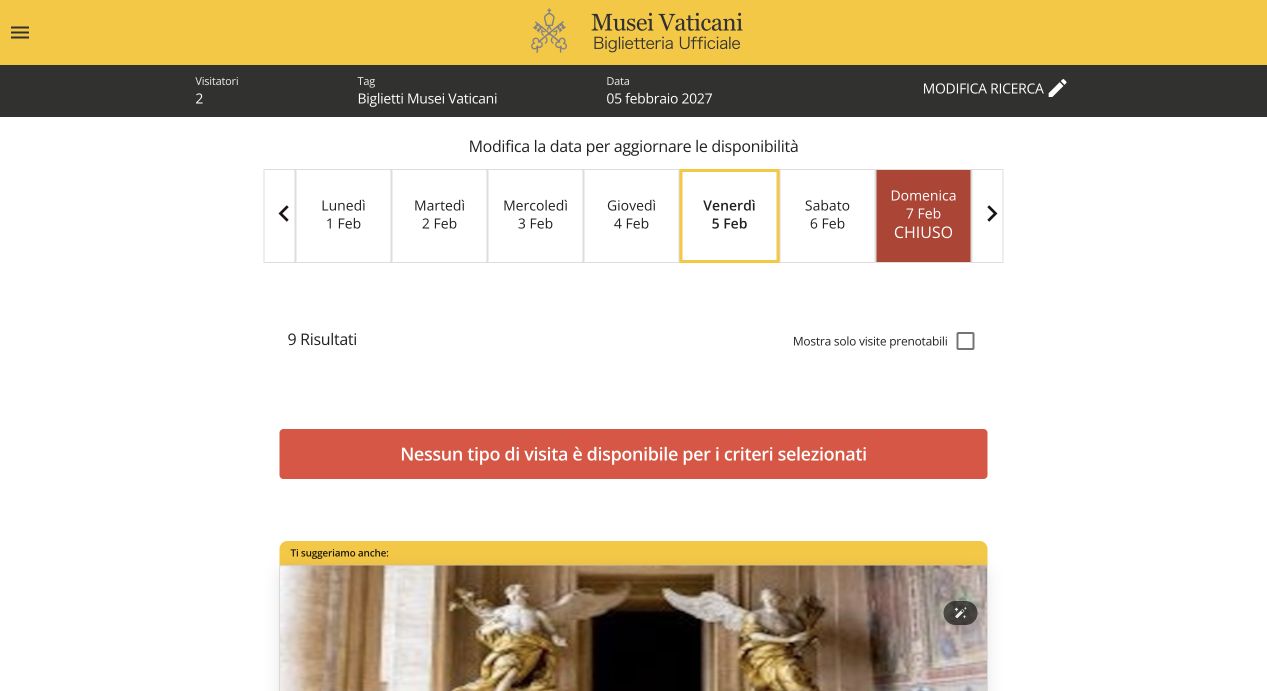 Musei Vaticani
Biglietteria Ufficiale
Visitatori
2
Tag
Biglietti Musei Vaticani
Data
05 febbraio 2027
MODIFICA RICERCA
Modifica la data per aggiornare le disponibilità
Lunedì
1 Feb
Martedì
2 Feb
Mercoledì
3 Feb
Giovedì
4 Feb
Venerdì
5 Feb
Sabato
6 Feb
Domenica
7 Feb
CHIUSO
9 Risultati
Mostra solo visite prenotabili
Nessun tipo di visita è disponibile per i criteri selezionati
Ti suggeriamo anche: